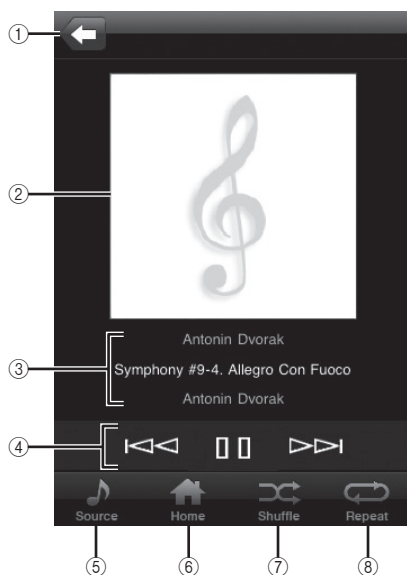 ①
②
Antonin Dvorak
③ Symphony #9-4. Allegro Con Fuoco
Antonin Dvorak
④
Source Home Shuffle Repeat
⑤ ⑥ ⑦ ⑧